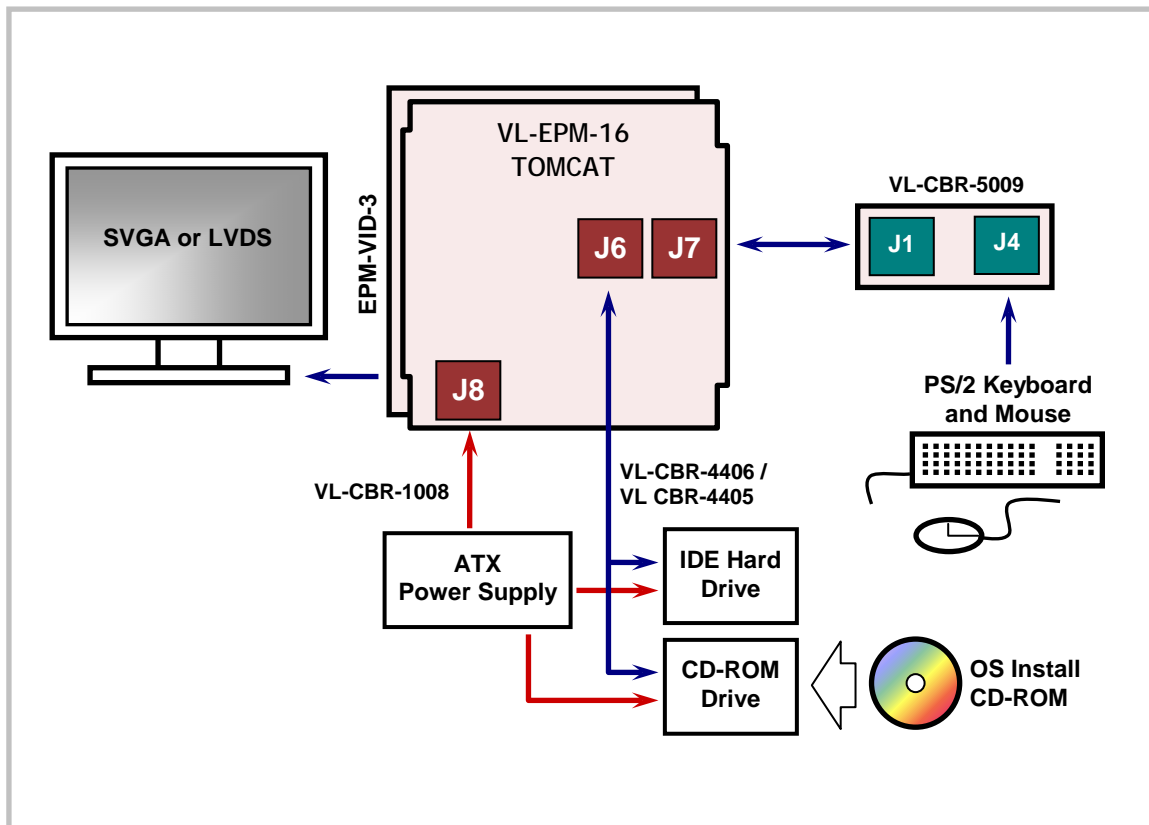 VL-EPM-16
TOMCAT
EPM-VID-3
SVGA or LVDS
J6
J7
J8
VL-CBR-5009
J1
J4
PS/2 Keyboard
and Mouse
VL-CBR-1008
VL-CBR-4406 /
VL CBR-4405
ATX
Power Supply
IDE Hard
Drive
CD-ROM
Drive
OS Install
CD-ROM